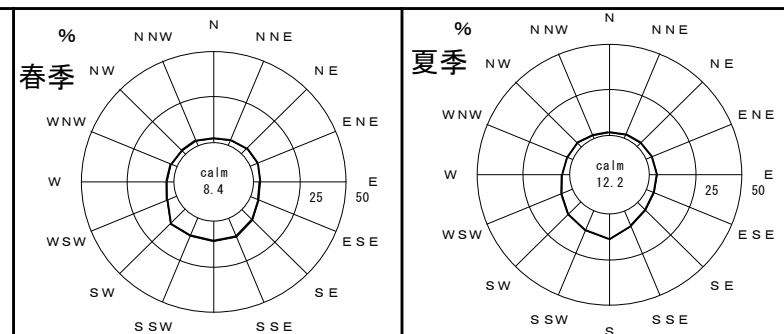 %
春季
N
NNE
NE
ENE
E
ESE
SE
SSE
SSW
SW
WSW
W
WNW
NW
NNW
calm
8.4
25
50
%
夏季
N
NNE
NE
ENE
E
ESE
SE
SSE
S
SSW
SW
WSW
W
WNW
NW
NNW
calm
12.2
25
50